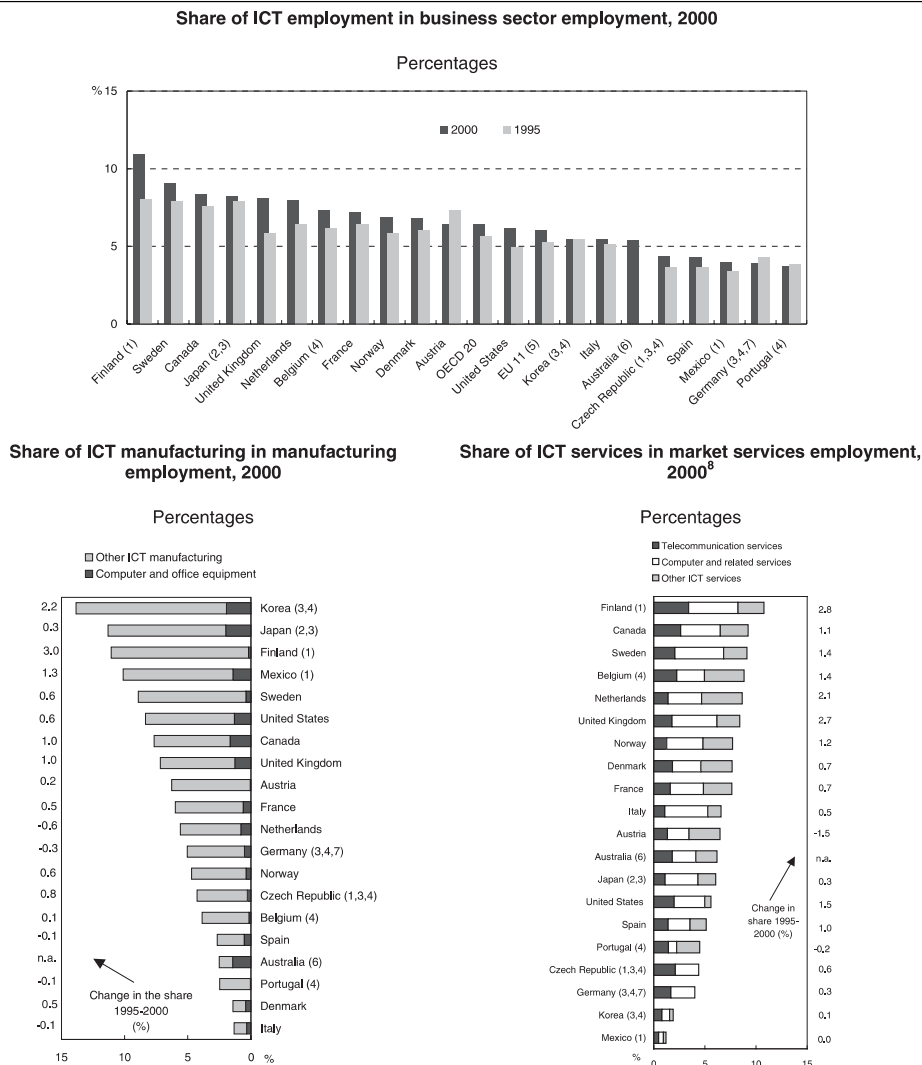 Share of ICT employment in business sector employment, 2000
Percentages
% 15
2000
1995
10
5
0
Finland (1)
Sweden
Canada
Japan (2,3)
United Kingdom
Netherlands
Belgium (4)
France
Norway
Denmark
Austria
OECD 20
United States
EU 11 (5)
Korea (3,4)
Italy
Australia (6)
Czech Republic (1,3,4)
Spain
Mexico (1)
Germany (3,4,7)
Portugal (4)
Share of ICT manufacturing in manufacturing
employment, 2000
Percentages
Other ICT manufacturing
Computer and office equipment
2.2 Korea (3,4)
0.3 Japan (2,3)
3.0 Finland (1)
1.3 Mexico (1)
0.6 Sweden
0.6 United States
1.0 Canada
1.0 United Kingdom
0.2 Austria
0.5 France
-0.6 Netherlands
-0.3 Germany (3,4,7)
0.6 Norway
0.8 Czech Republic (1,3,4)
0.1 Belgium (4)
-0.1 Spain
n.a. Australia (6)
-0.1 Portugal (4)
0.5 Denmark
-0.1 Italy
Change in the share
1995-2000
(%)
15 10 5 0 %
Share of ICT services in market services employment,
2000⁸
Percentages
Telecommunication services
Computer and related services
Other ICT services
Finland (1) 2.8
Canada 1.1
Sweden 1.4
Belgium (4) 1.4
Netherlands 2.1
United Kingdom 2.7
Norway 1.2
Denmark 0.7
France 0.7
Italy 0.5
Austria -1.5
Australia (6) n.a.
Japan (2,3) 0.3
United States 1.5
Spain 1.0
Portugal (4) -0.2
Czech Republic (1,3,4) 0.6
Germany (3,4,7) 0.3
Korea (3,4) 0.1
Mexico (1) 0.0
Change in
share 1995-
2000 (%)
% 0 5 10 15